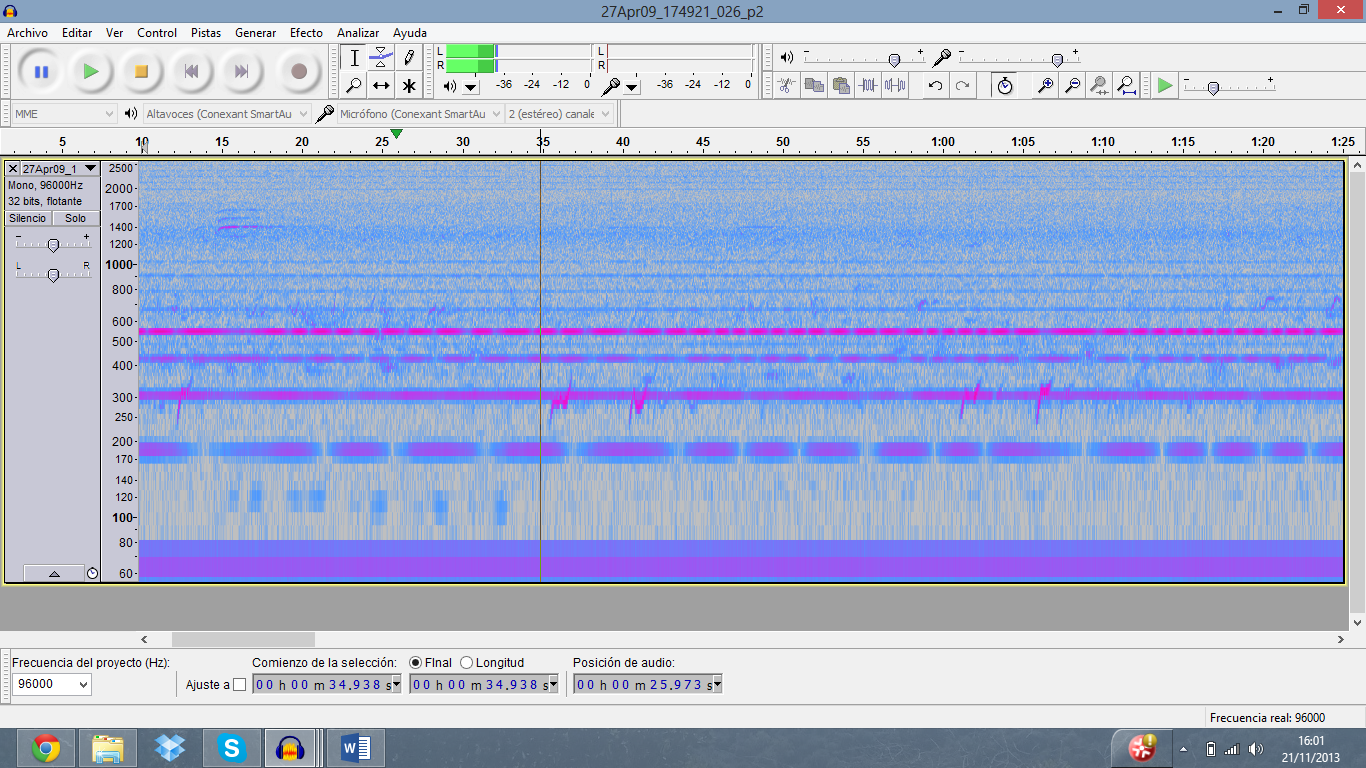 27Apr09_174921_026_p2
Archivo Editar Ver Control Pistas Generar Efecto Analizar Ayuda
L
R
-36 -24 -12 0
L
R
-36 -24 -12 0
MME Altavoces (Conexant SmartAu Micrófono (Conexant SmartAu 2 (estéreo) canale
5 10 15 20 25 30 35 40 45 50 55 1:00 1:05 1:10 1:15 1:20 1:25
27Apr09_1
Mono, 96000Hz
32 bits, flotante
Silencio Solo
- +
L R
2500
2000
1700
1400
1200
1000
800
600
500
400
300
250
200
170
140
120
100
80
60
Frecuencia del proyecto (Hz): Comienzo de la selección: FInal Longitud Posición de audio:
96000 Ajuste a 00 h 00 m 34.938 s 00 h 00 m 34.938 s 00 h 00 m 25.973 s
Frecuencia real: 96000
16:01
21/11/2013